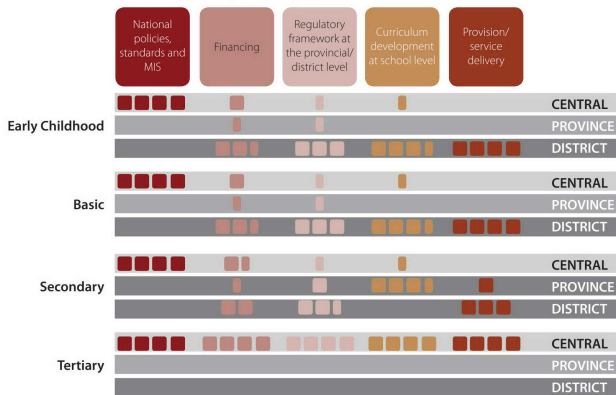 National
policies,
standards and
MIS
Financing
Regulatory
framework at
the provincial/
district level
Curriculum
development
at school level
Provision/
service
delivery
Early Childhood
CENTRAL
PROVINCE
DISTRICT
Basic
CENTRAL
PROVINCE
DISTRICT
Secondary
CENTRAL
PROVINCE
DISTRICT
Tertiary
CENTRAL
PROVINCE
DISTRICT